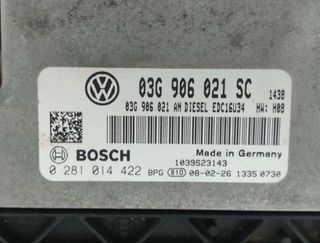 03G 906 021 SC 1438
03G 906 021 AN DIESEL EDC16U34 HW: H08
BOSCH
Made in Germany
1039S23143
0 281 014 422 BPG 810 08-02-26 1335 0730